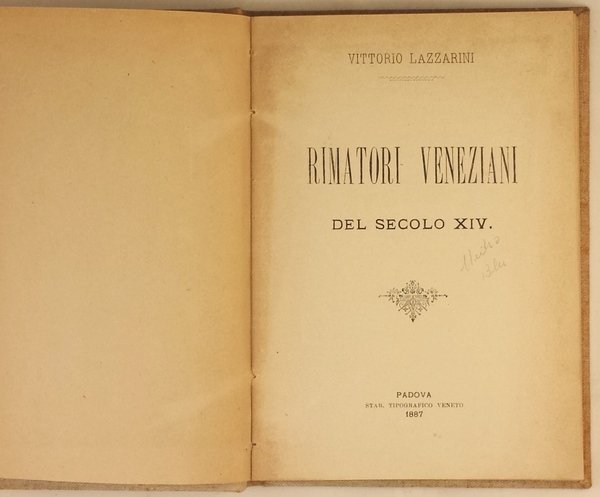 VITTORIO LAZZARINI
RIMATORI VENEZIANI
DEL SECOLO XIV.
PADOVA
STAB. TIPOGRAFICO VENETO
1887